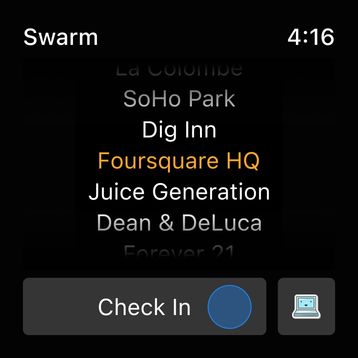 Swarm 4:16
La Colombe
SoHo Park
Dig Inn
Foursquare HQ
Juice Generation
Dean & DeLuca
Forever 21
Check In